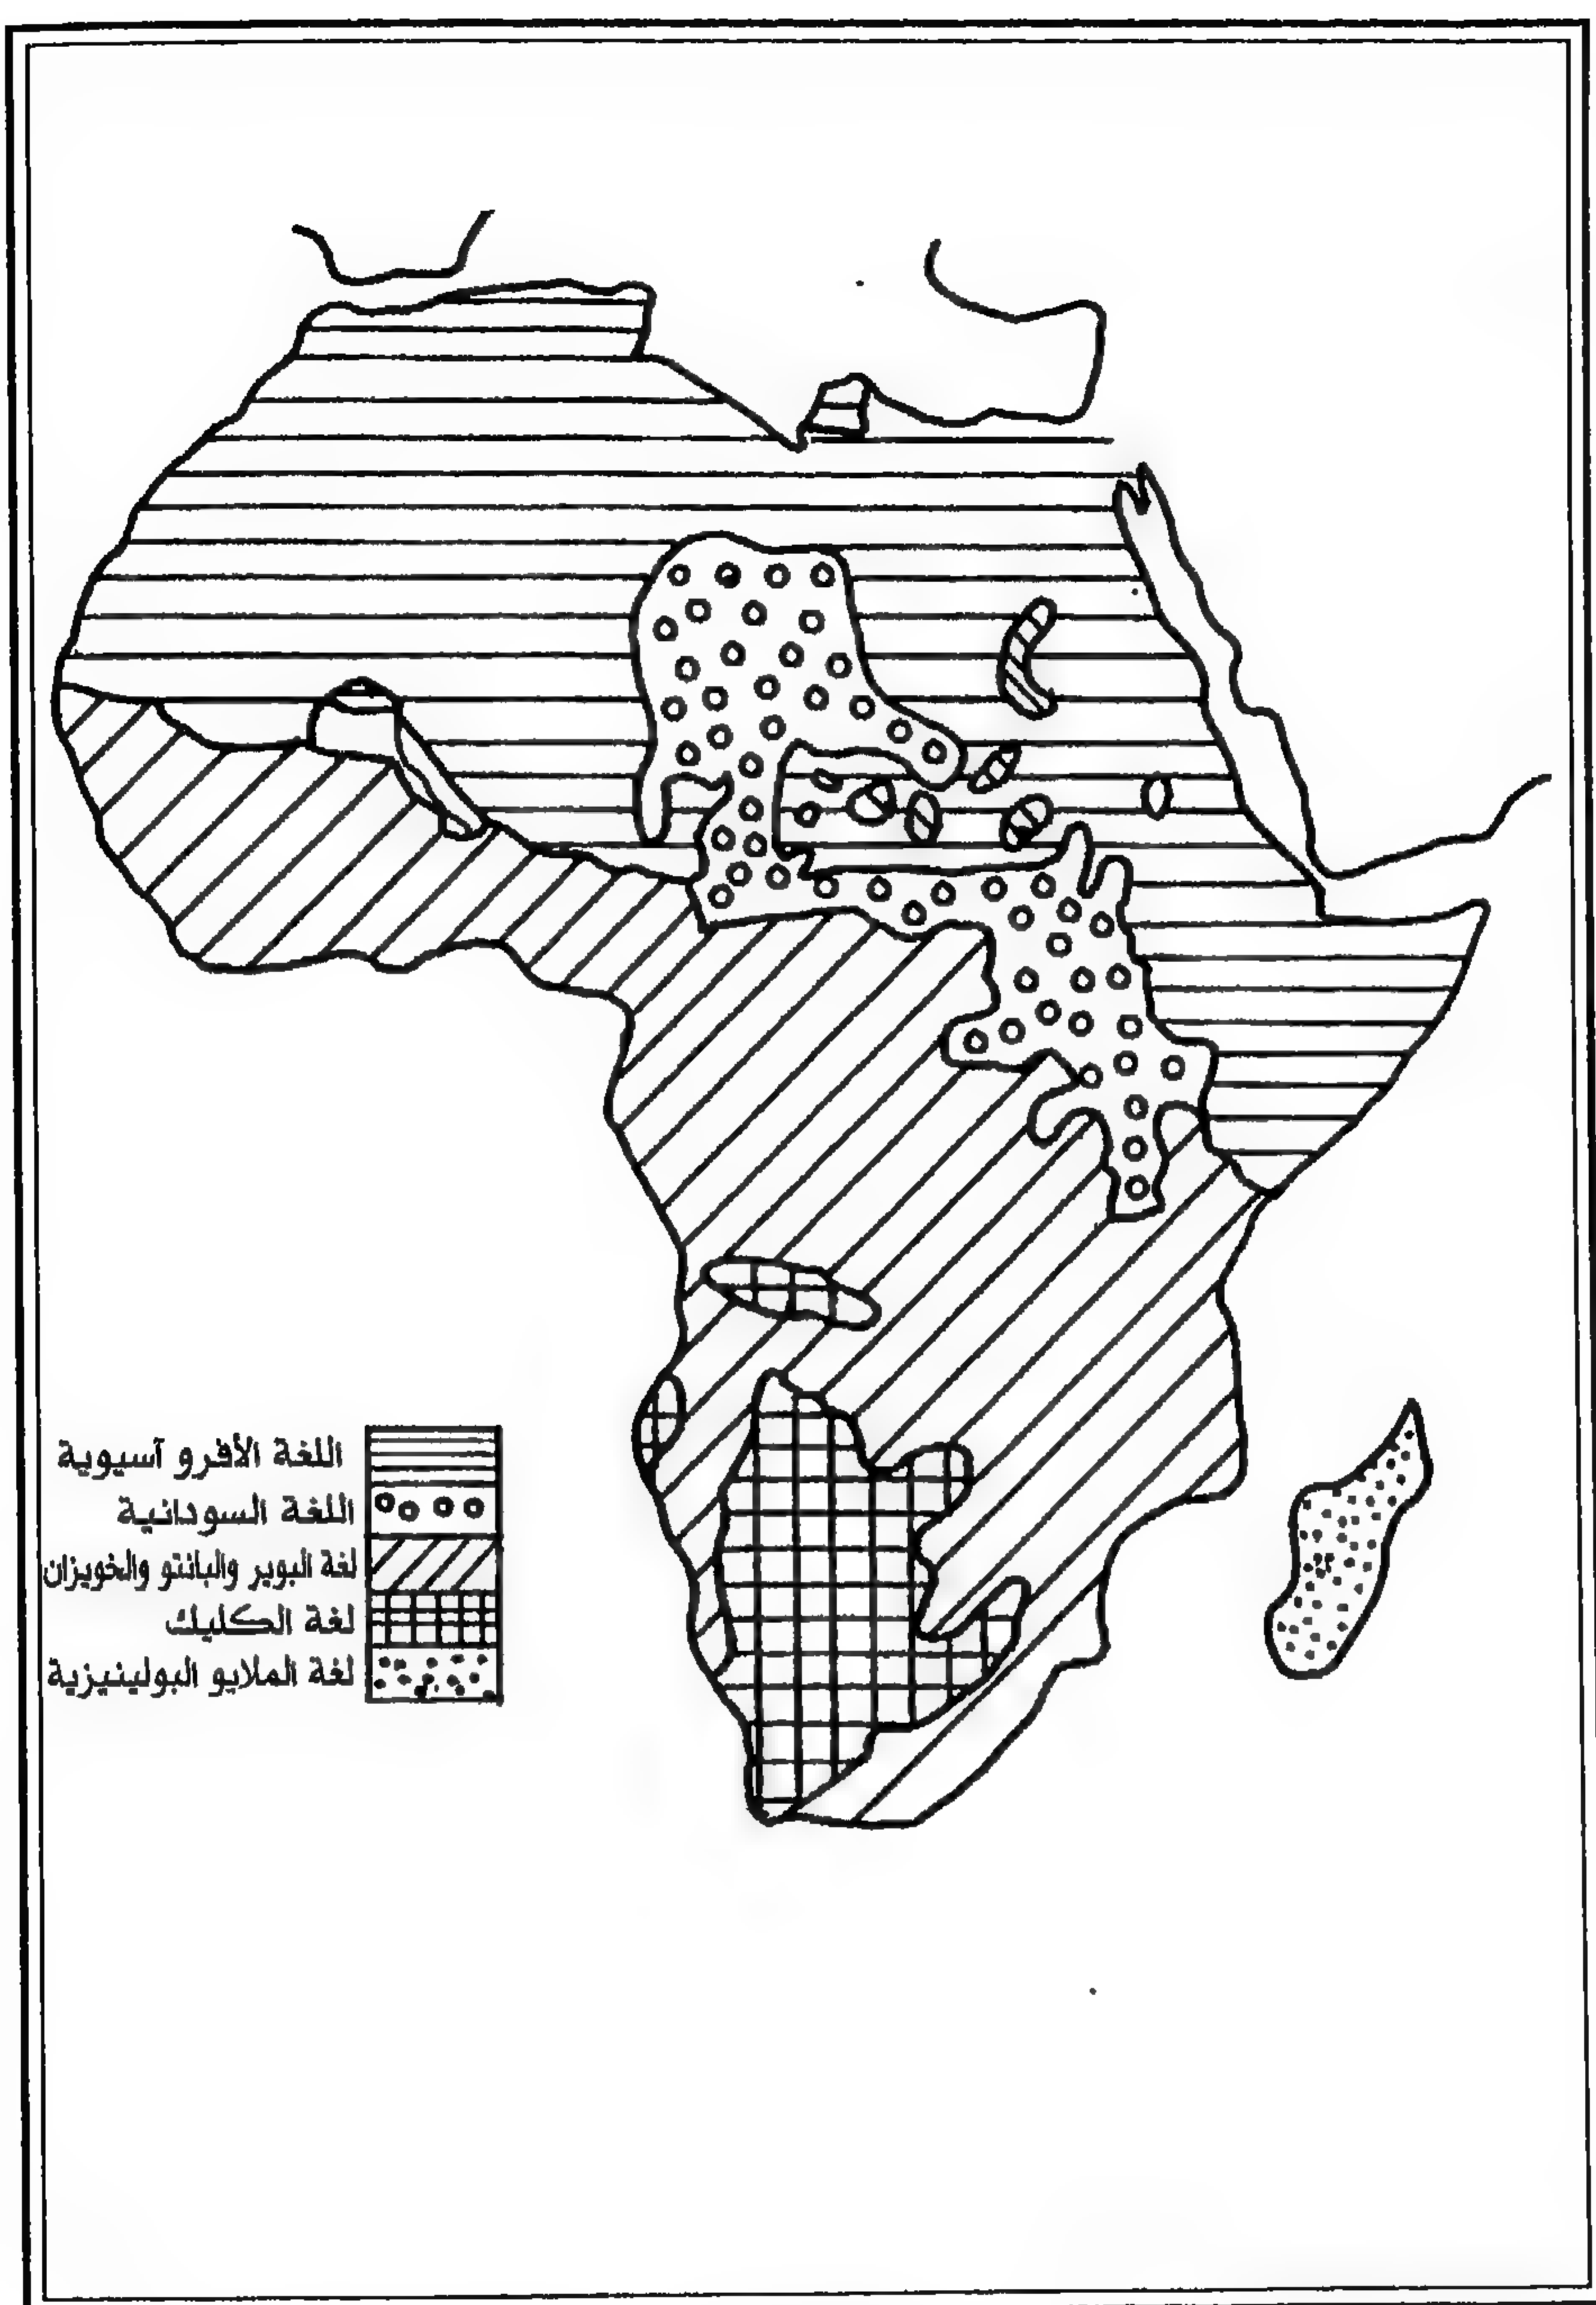 اللغة الأفرو آسيوية
اللغة السودانية
لغة البوير والبانتو والخويزان
لغة الكليك
لغة الملايو البولينيزية